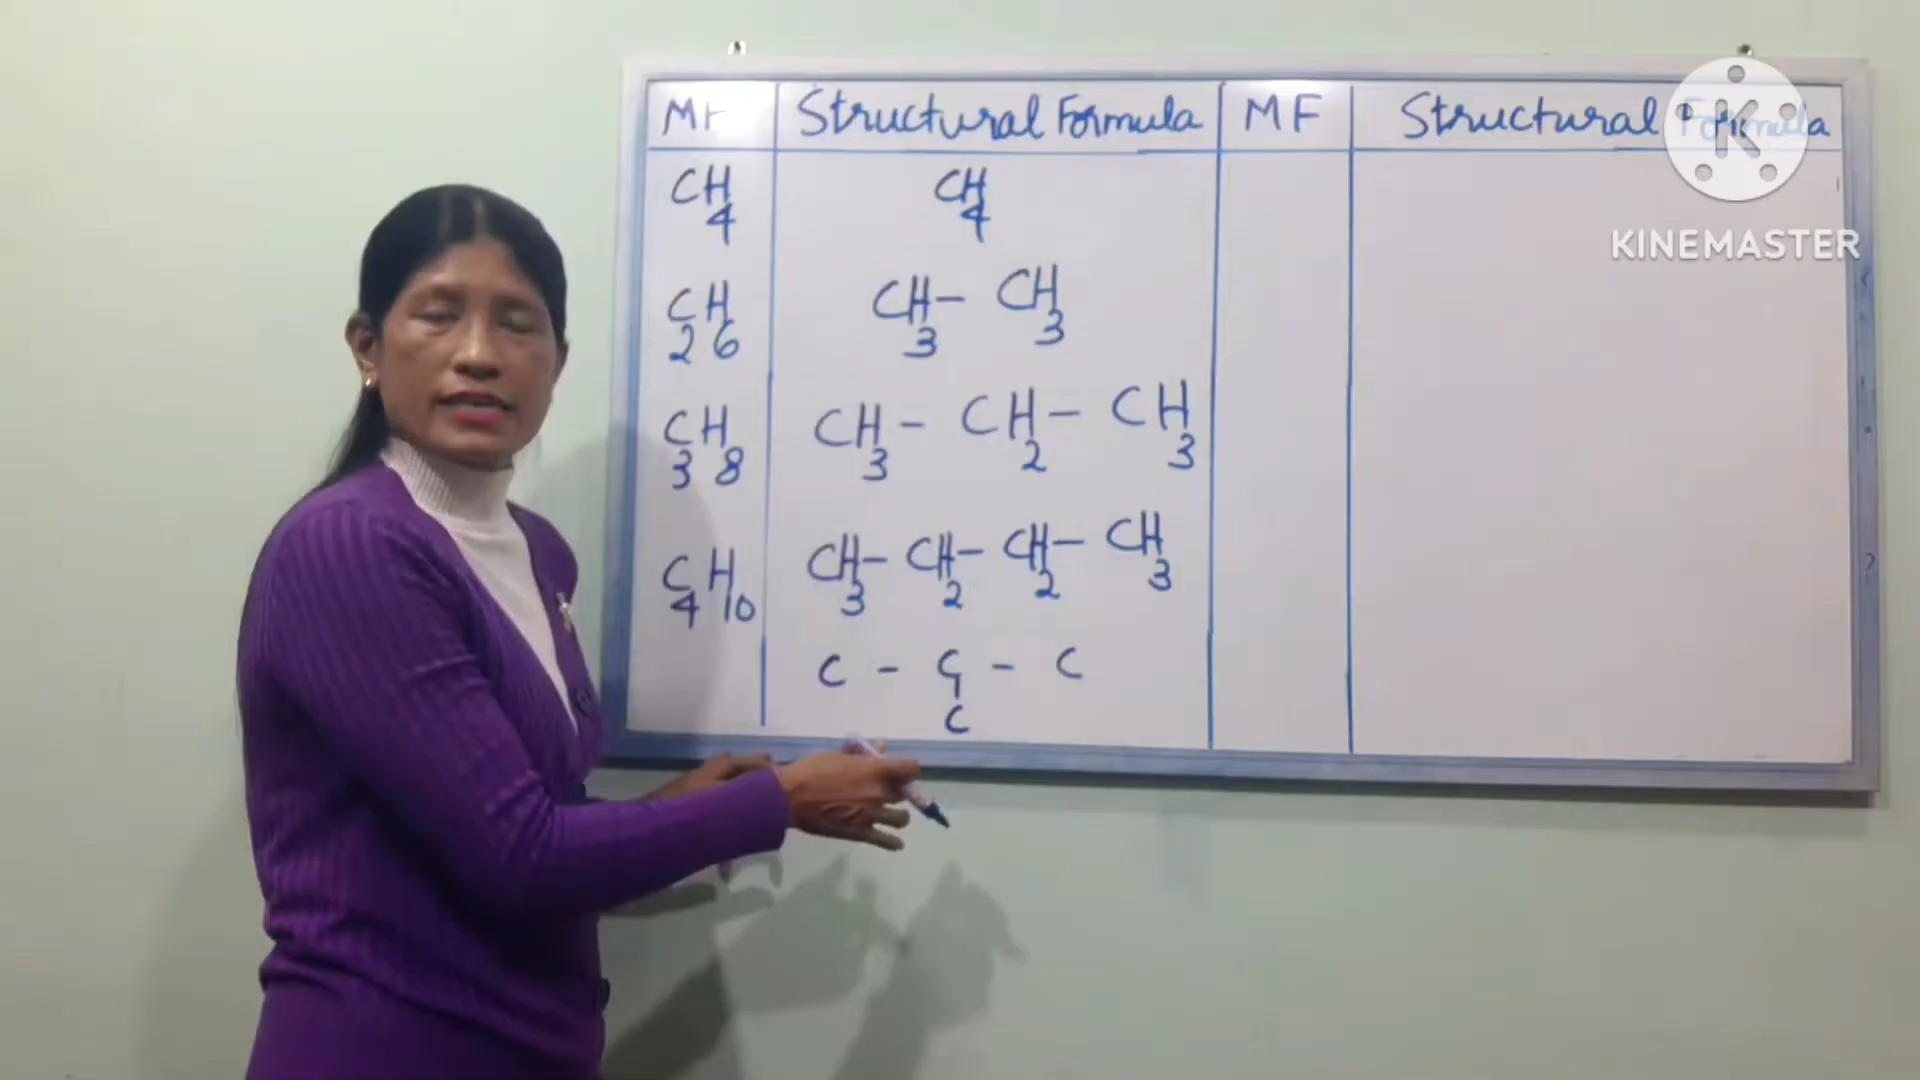 MF Structural Formula MF Structural Formula
CH4 CH4
C2H6 CH3- CH3
C3H8 CH3- CH2- CH3
C4H10 CH3- CH2- CH2- CH3
C - C - C
C
K
KINEMASTER